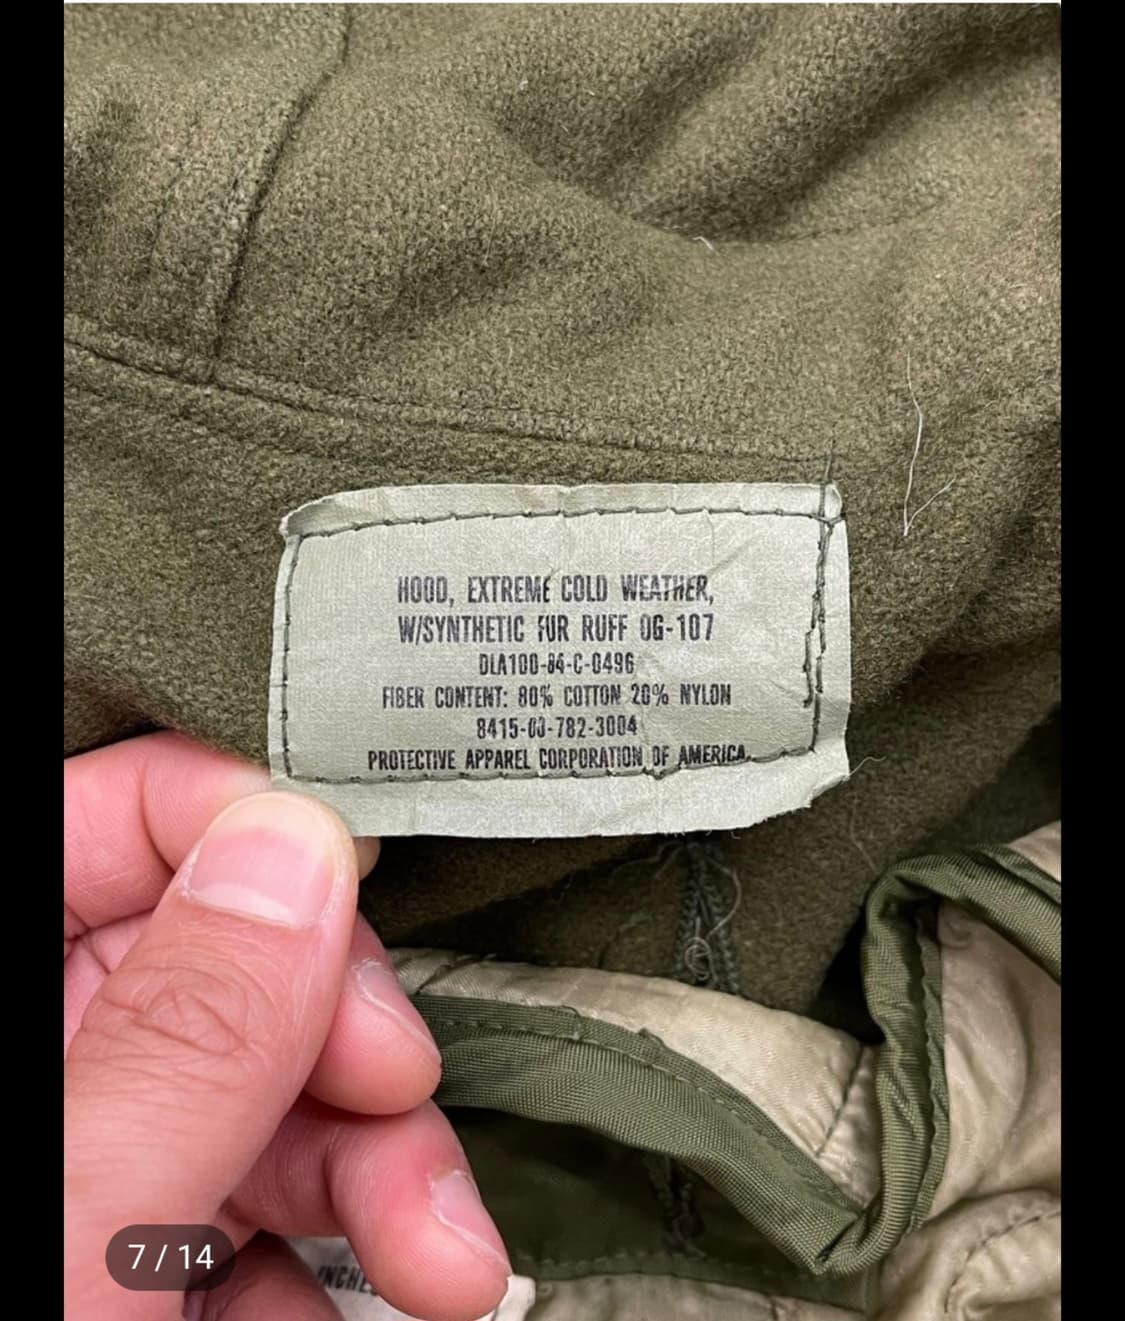 HOOD, EXTREME COLD WEATHER,
W/SYNTHETIC FUR RUFF OG-107
DLA100-84-C-0496
FIBER CONTENT: 80% COTTON 20% NYLON
8415-00-782-3004
PROTECTIVE APPAREL CORPORATION OF AMERICA.
7 / 14